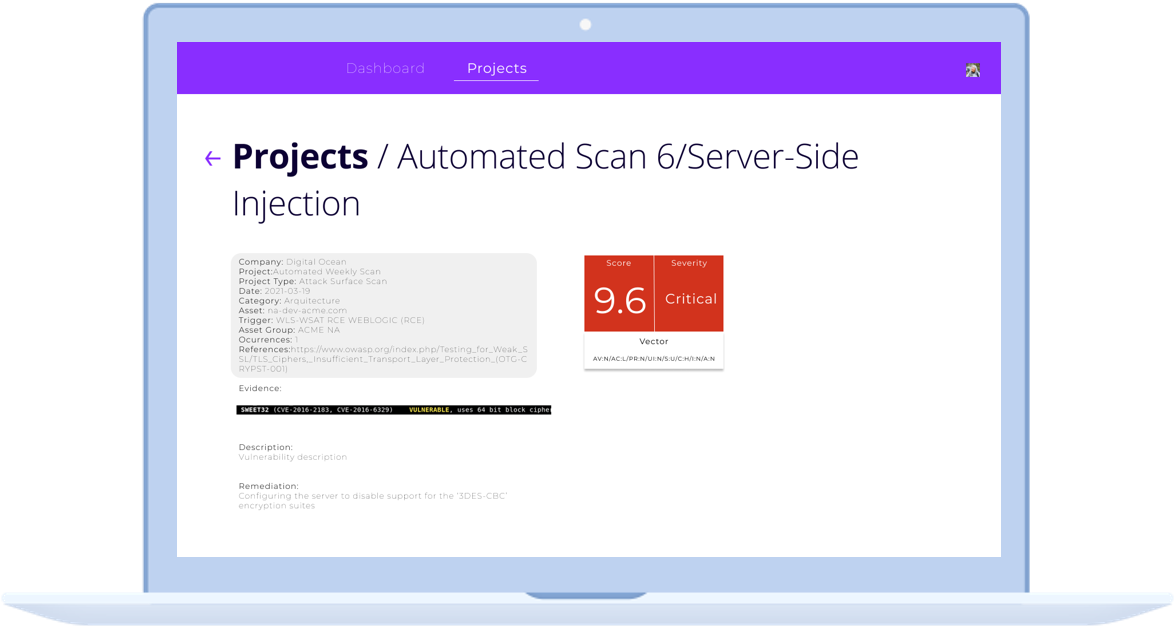 Dashboard
Projects
← Projects / Automated Scan 6/Server-Side
Injection
Company: Digital Ocean
Project:Automated Weekly Scan
Project Type: Attack Surface Scan
Date: 2021-03-19
Category: Arquitecture
Asset: na-dev-acme.com
Trigger: WLS-WSAT RCE WEBLOGIC (RCE)
Asset Group: ACME NA
Ocurrences: 1
References:https://www.owasp.org/index.php/Testing_for_Weak_S
SL/TLS_Ciphers,_Insufficient_Transport_Layer_Protection_(OTG-C
RYPST-001)
Evidence:
SWEET32 (CVE-2016-2183, CVE-2016-6329) VULNERABLE, uses 64 bit block cipher
Description:
Vulnerability description
Remediation:
Configuring the server to disable support for the '3DES-CBC'
encryption suites
Score
Severity
9.6
Critical
Vector
AV:N/AC:L/PR:N/UI:N/S:U/C:H/I:N/A:N